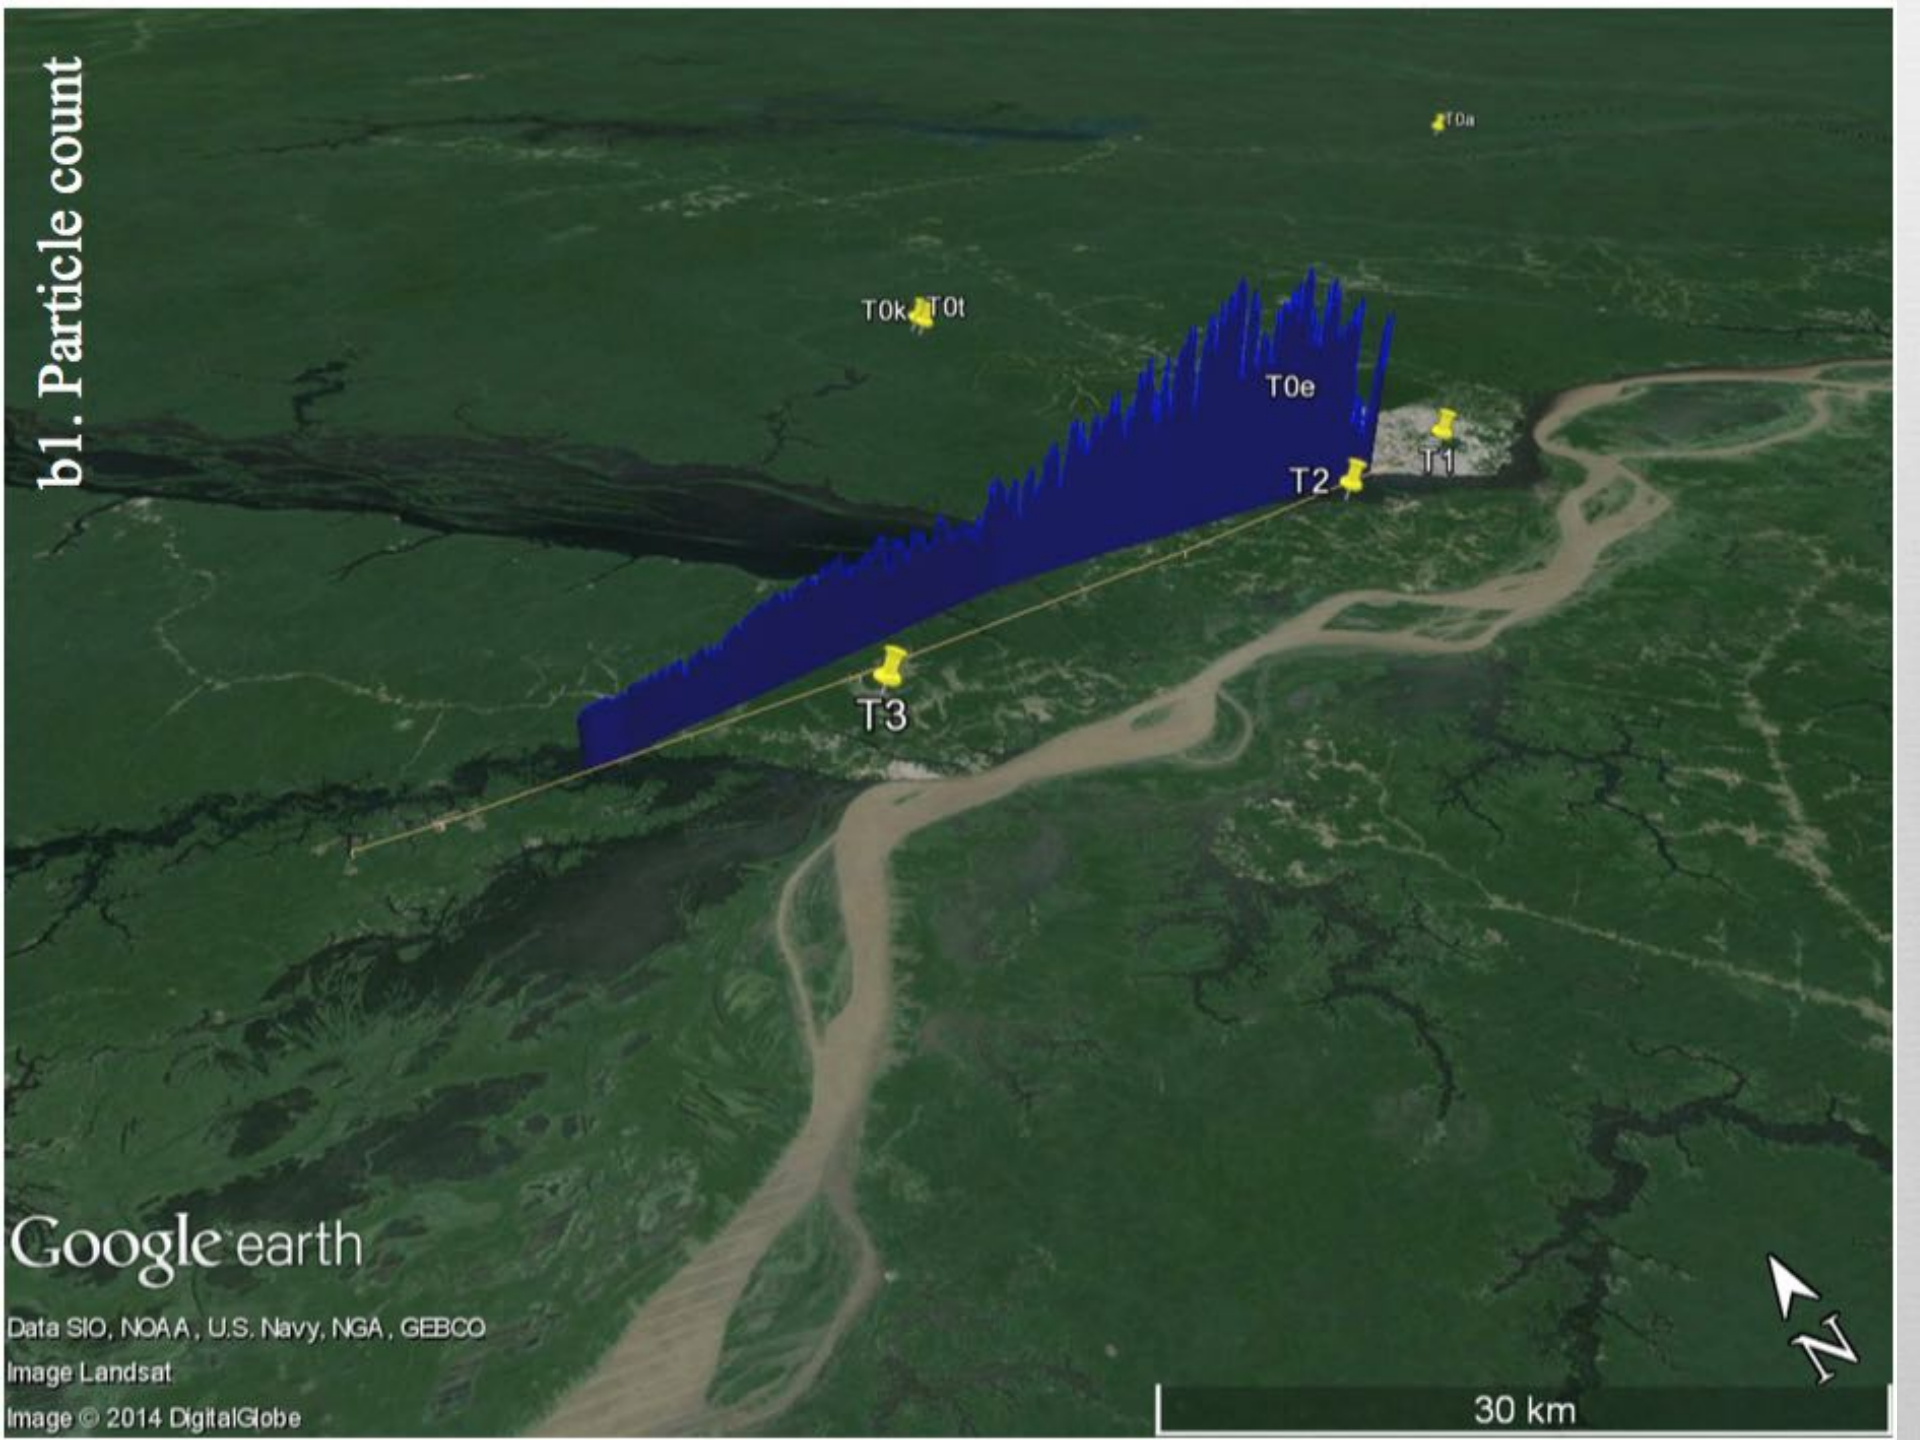 b1. Particle count
T0a
T0k T0t
T0e
T1
T2
T3
Google earth
Data SIO, NOAA, U.S. Navy, NGA, GEBCO
Image Landsat
Image © 2014 DigitalGlobe
N
30 km